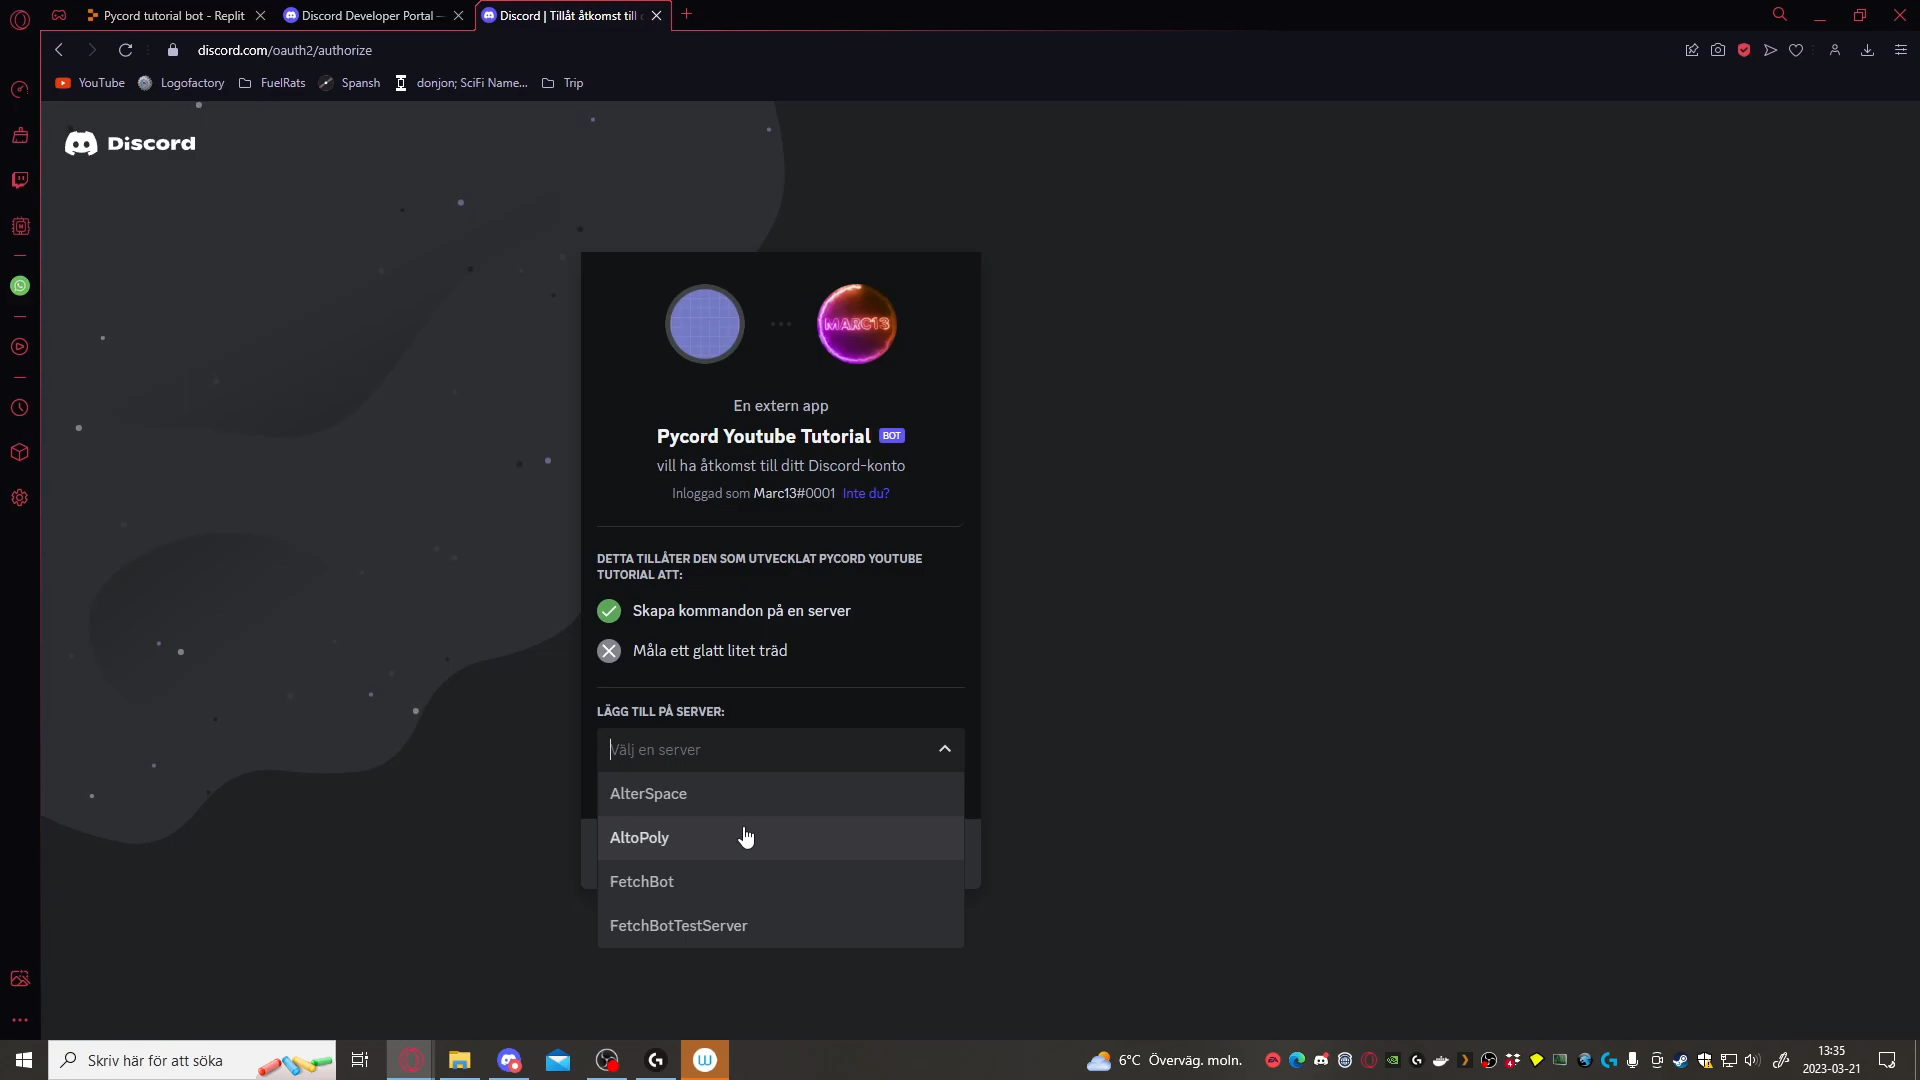 Pycord tutorial bot - Replit
Discord Developer Portal –
Discord | Tillåt åtkomst till
discord.com/oauth2/authorize
YouTube
Logofactory
FuelRats
Spansh
donjon; SciFi Name...
Trip
Discord
MARC13
En extern app
Pycord Youtube Tutorial BOT
vill ha åtkomst till ditt Discord-konto
Inloggad som Marc13#0001 Inte du?
DETTA TILLÅTER DEN SOM UTVECKLAT PYCORD YOUTUBE
TUTORIAL ATT:
Skapa kommandon på en server
Måla ett glatt litet träd
LÄGG TILL PÅ SERVER:
Välj en server
AlterSpace
AltoPoly
FetchBot
FetchBotTestServer
Skriv här för att söka
6°C Överväg. moln.
13:35
2023-03-21